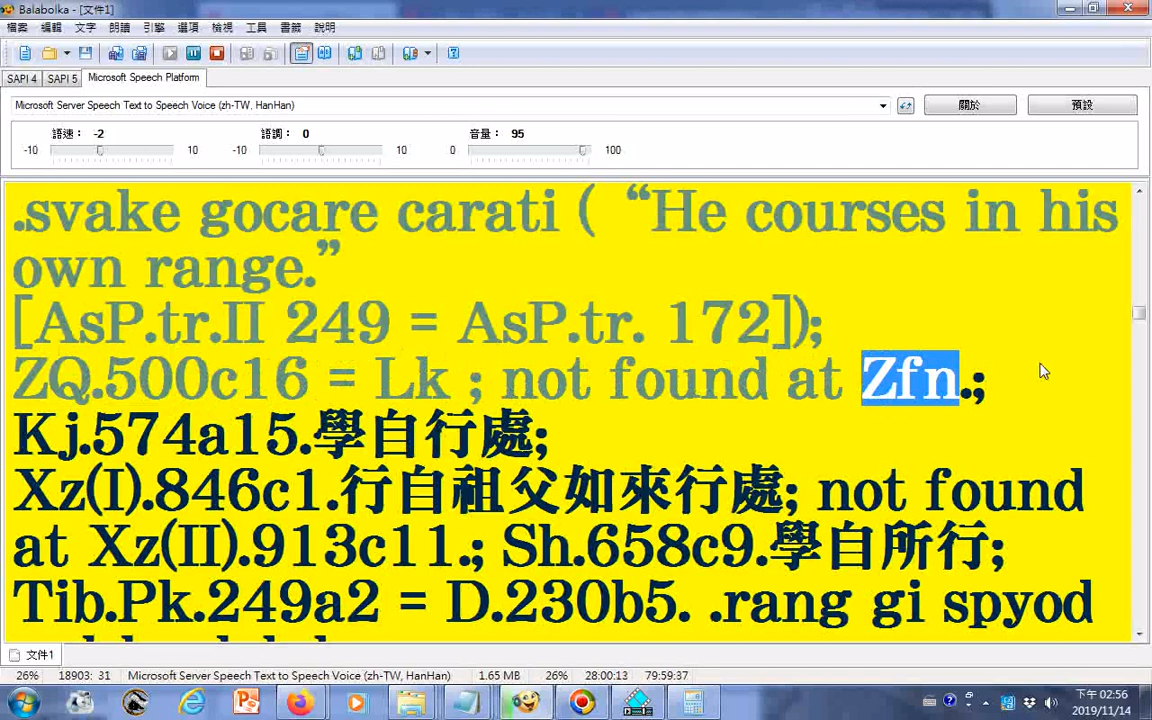 Balabolka - [文件1]
檔案 編輯 文字 朗讀 引擎 選項 檢視 工具 書籤 說明
SAPI 4 SAPI 5 Microsoft Speech Platform
Microsoft Server Speech Text to Speech Voice (zh-TW, HanHan)
關於 預設
語速： -2 語調： 0 音量： 95
-10 10 -10 10 0 100
.svake gocare carati ( “He courses in his
own range.”
[AsP.tr.II 249 = AsP.tr. 172]);
ZQ.500c16 = Lk ; not found at Zfn.;
Kj.574a15.學自行處;
Xz(I).846c1.行自祖父如來行處; not found
at Xz(II).913c11.; Sh.658c9.學自所行;
Tib.Pk.249a2 = D.230b5. .rang gi spyod
文件1
26% 18903: 31 Microsoft Server Speech Text to Speech Voice (zh-TW, HanHan) 1.65 MB 26% 28:00:13 79:59:37
下午 02:56
2019/11/14